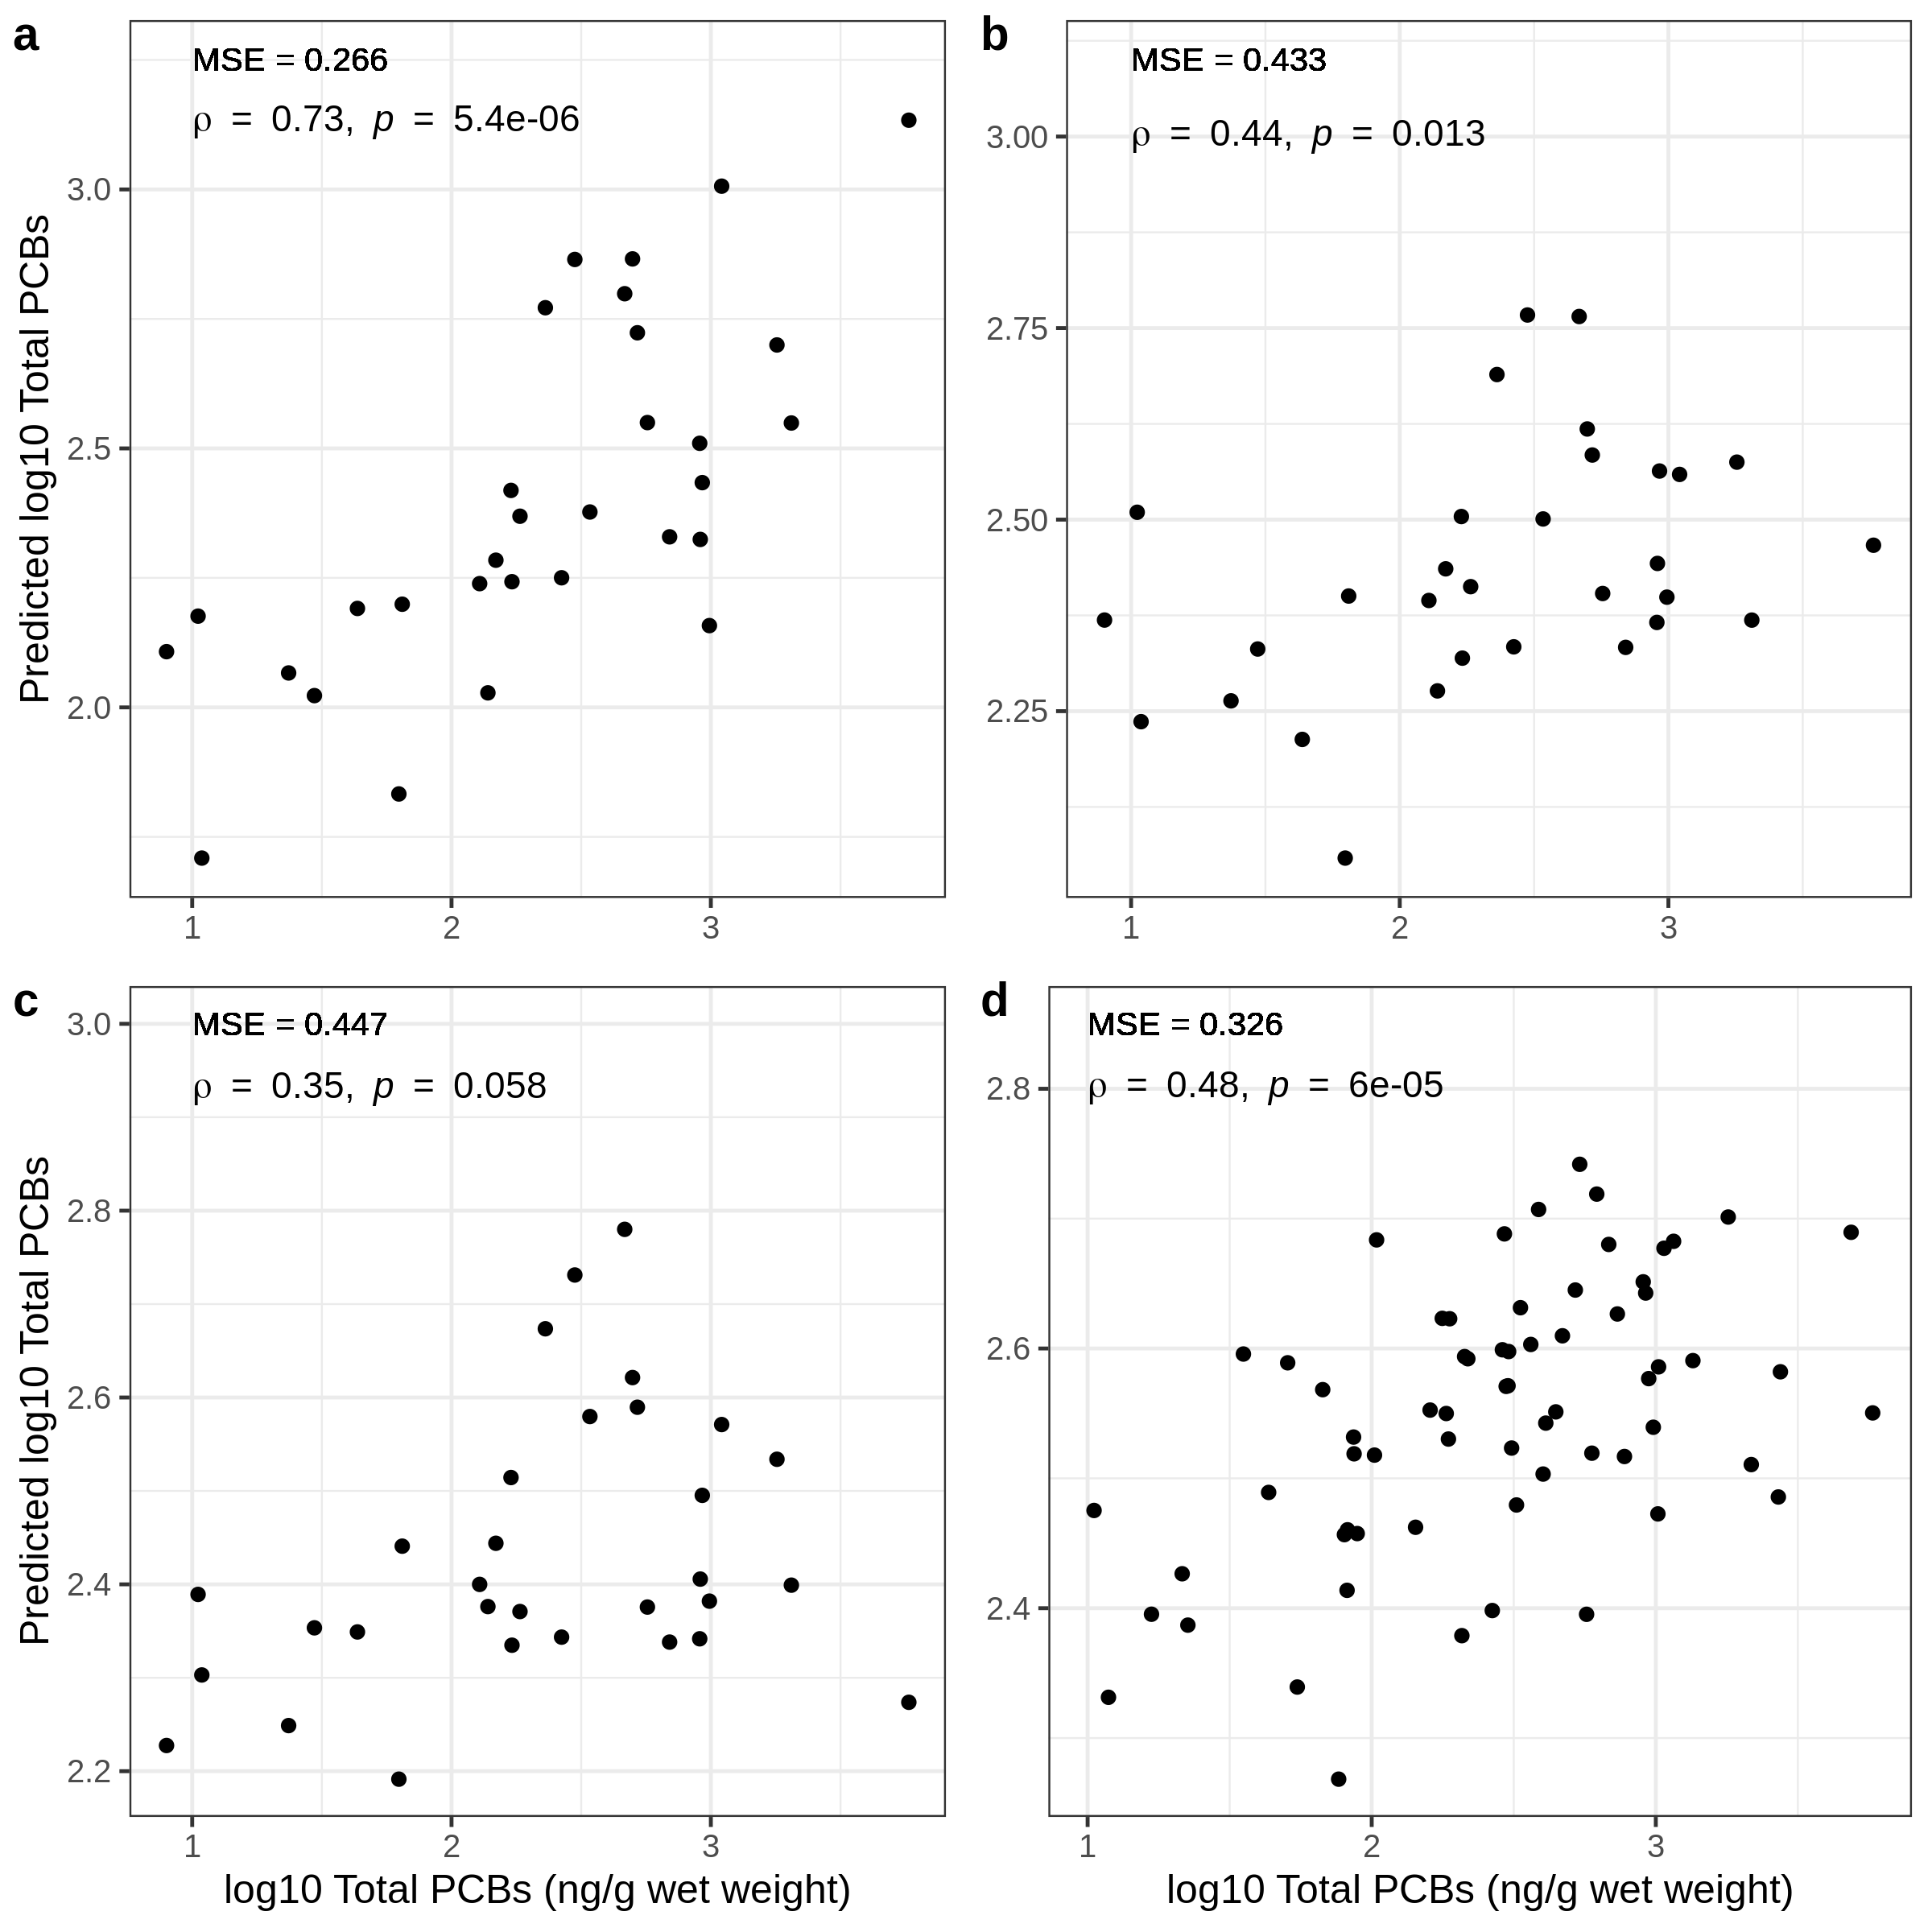 a
MSE = 0.266
ρ = 0.73, p = 5.4e-06
Predicted log10 Total PCBs
3.0
2.5
2.0
1 2 3
b
MSE = 0.433
ρ = 0.44, p = 0.013
3.00
2.75
2.50
2.25
1 2 3
c
MSE = 0.447
ρ = 0.35, p = 0.058
Predicted log10 Total PCBs
3.0
2.8
2.6
2.4
2.2
1 2 3
log10 Total PCBs (ng/g wet weight)
d
MSE = 0.326
ρ = 0.48, p = 6e-05
2.8
2.6
2.4
1 2 3
log10 Total PCBs (ng/g wet weight)